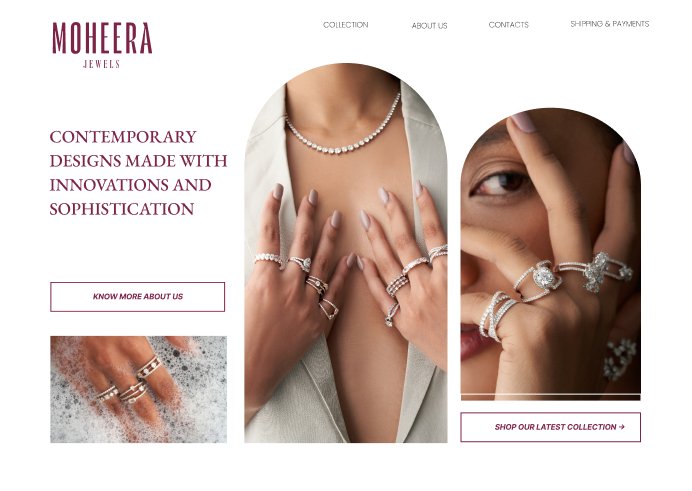 MOHEERA
JEWELS
COLLECTION
ABOUT US
CONTACTS
SHIPPING & PAYMENTS
CONTEMPORARY
DESIGNS MADE WITH
INNOVATIONS AND
SOPHISTICATION
KNOW MORE ABOUT US
SHOP OUR LATEST COLLECTION →